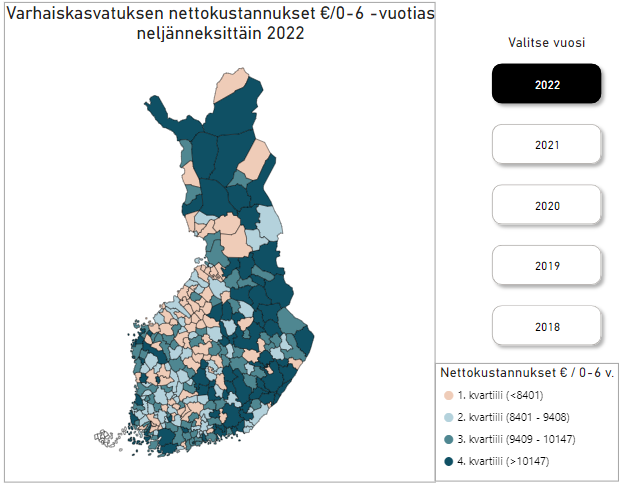 Varhaiskasvatuksen nettokustannukset €/0-6 -vuotias
neljänneksittäin 2022
Valitse vuosi
2022
2021
2020
2019
2018
Nettokustannukset € / 0-6 v.
1. kvartiili (<8401)
2. kvartiili (8401 - 9408)
3. kvartiili (9409 - 10147)
4. kvartiili (>10147)